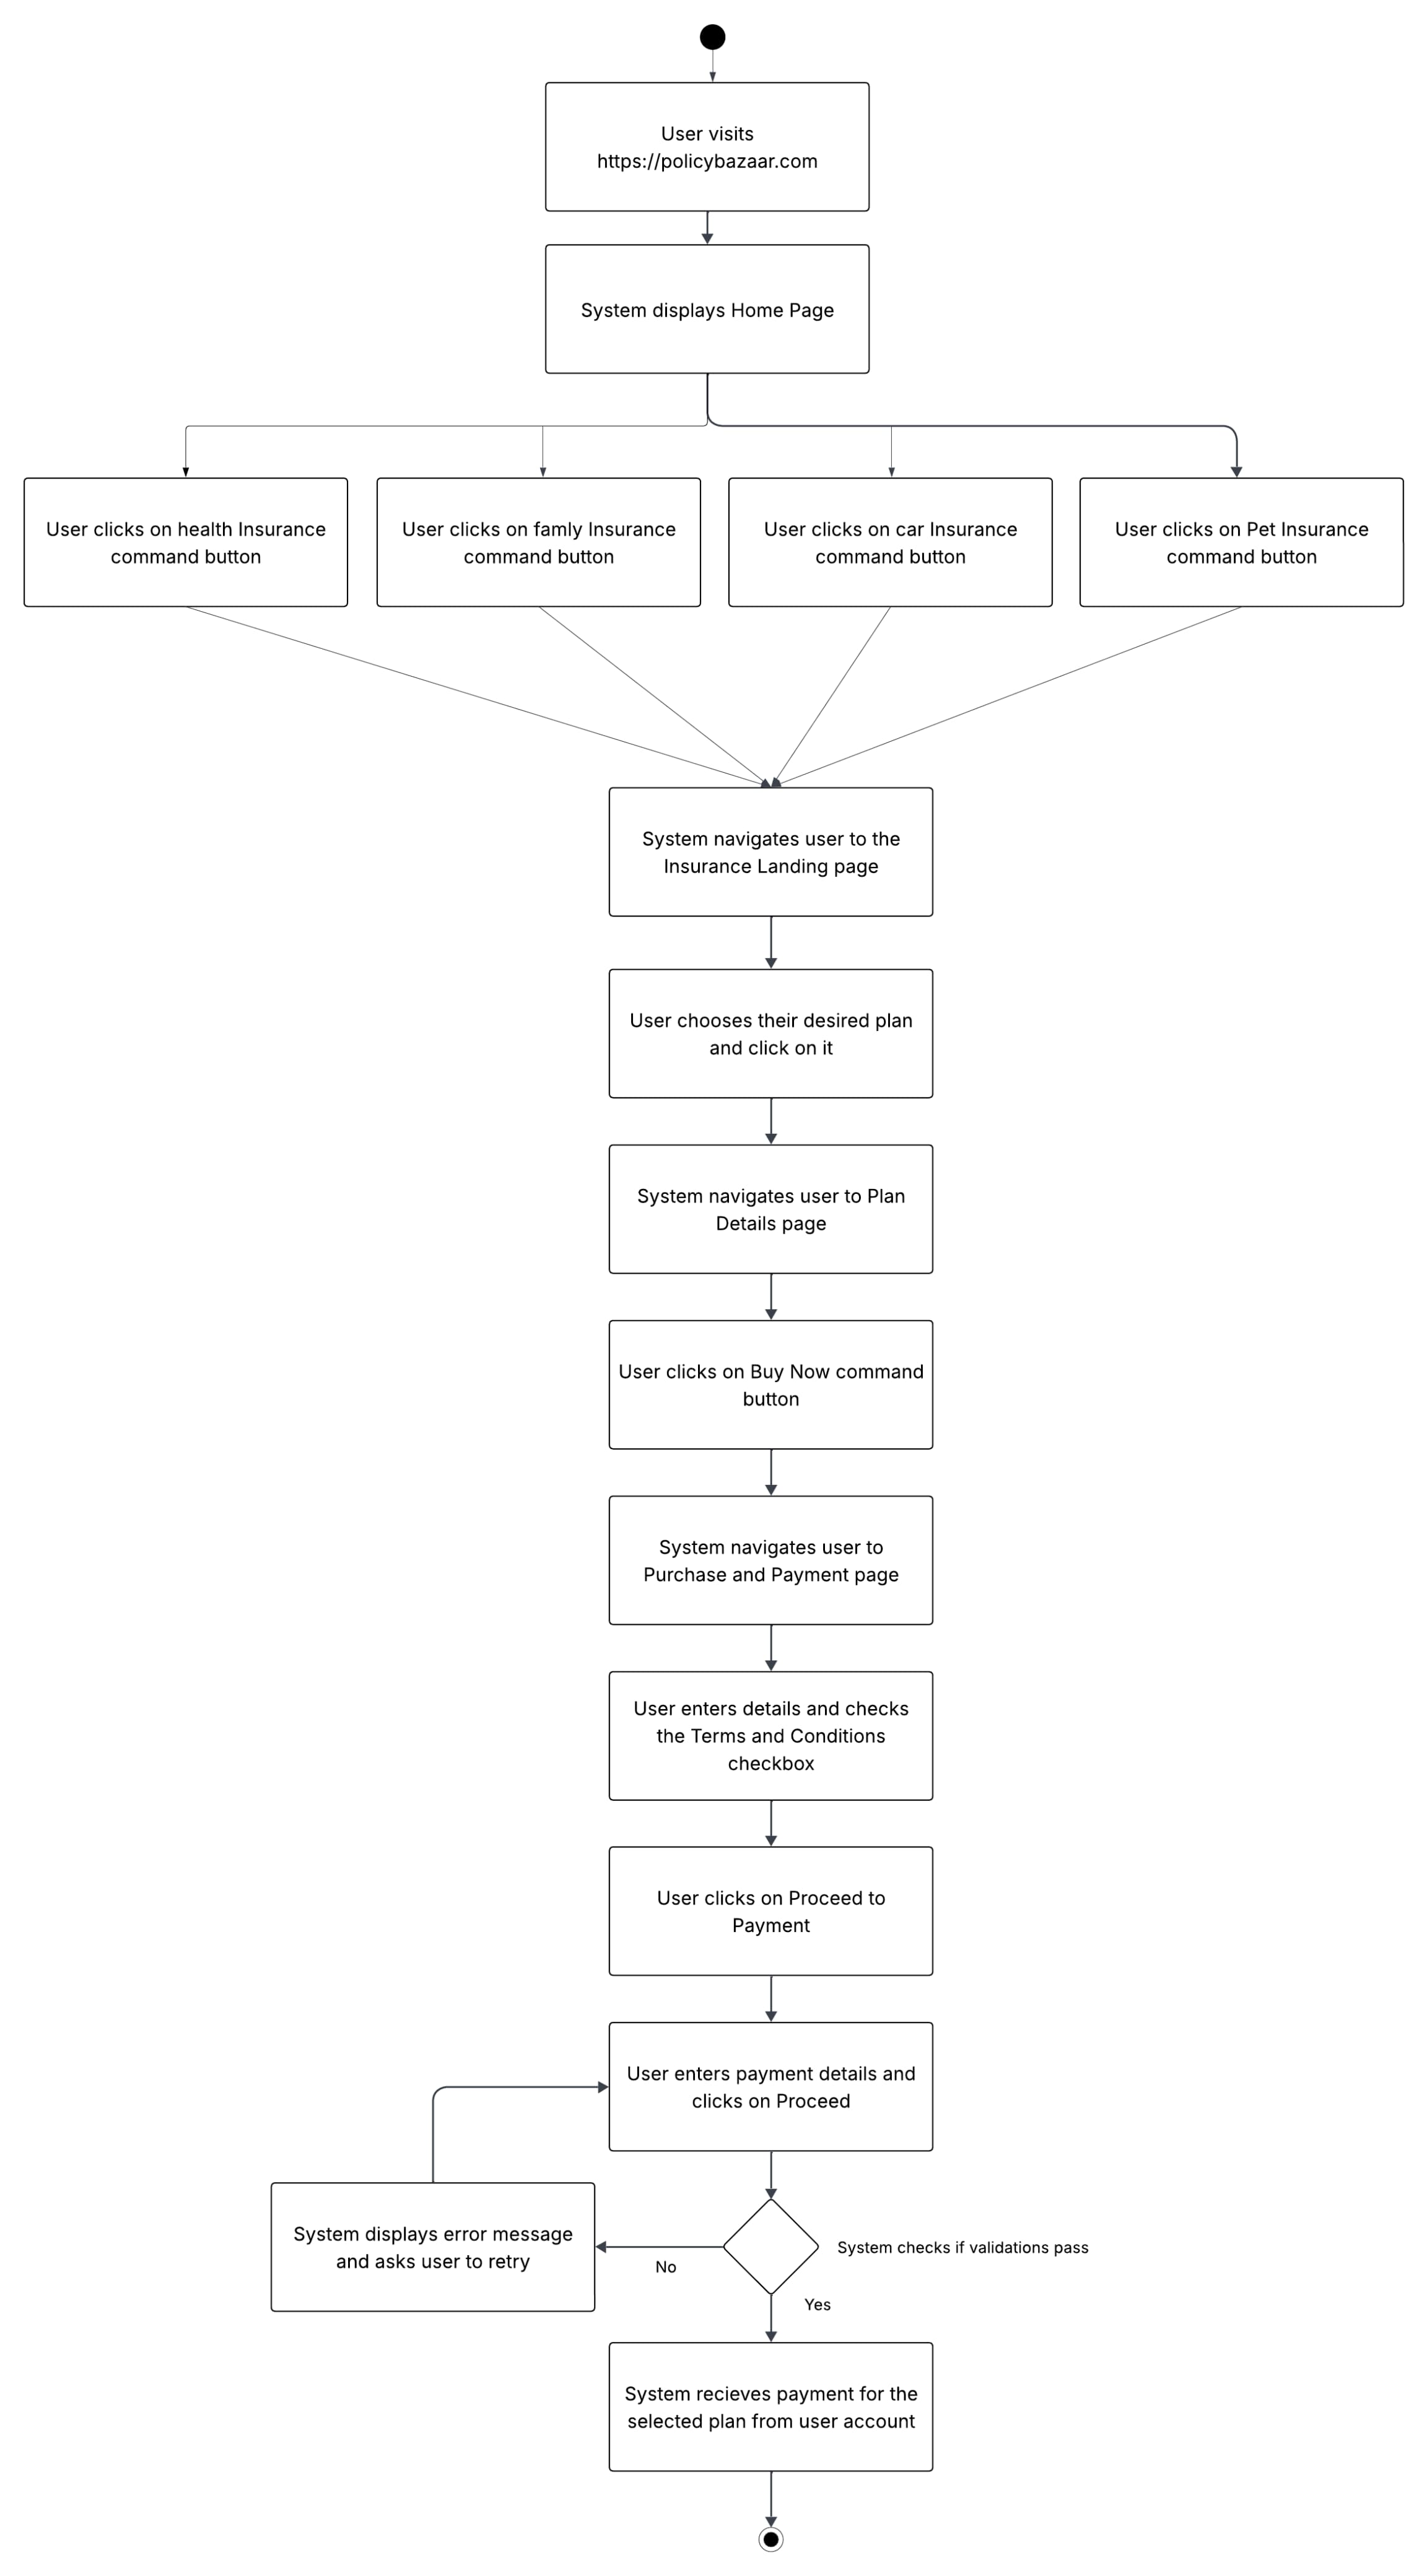 User visits
https://policybazaar.com
System displays Home Page
User clicks on health Insurance
command button
User clicks on famly Insurance
command button
User clicks on car Insurance
command button
User clicks on Pet Insurance
command button
System navigates user to the
Insurance Landing page
User chooses their desired plan
and click on it
System navigates user to Plan
Details page
User clicks on Buy Now command
button
System navigates user to
Purchase and Payment page
User enters details and checks
the Terms and Conditions
checkbox
User clicks on Proceed to
Payment
User enters payment details and
clicks on Proceed
System displays error message
and asks user to retry
No
System checks if validations pass
Yes
System recieves payment for the
selected plan from user account